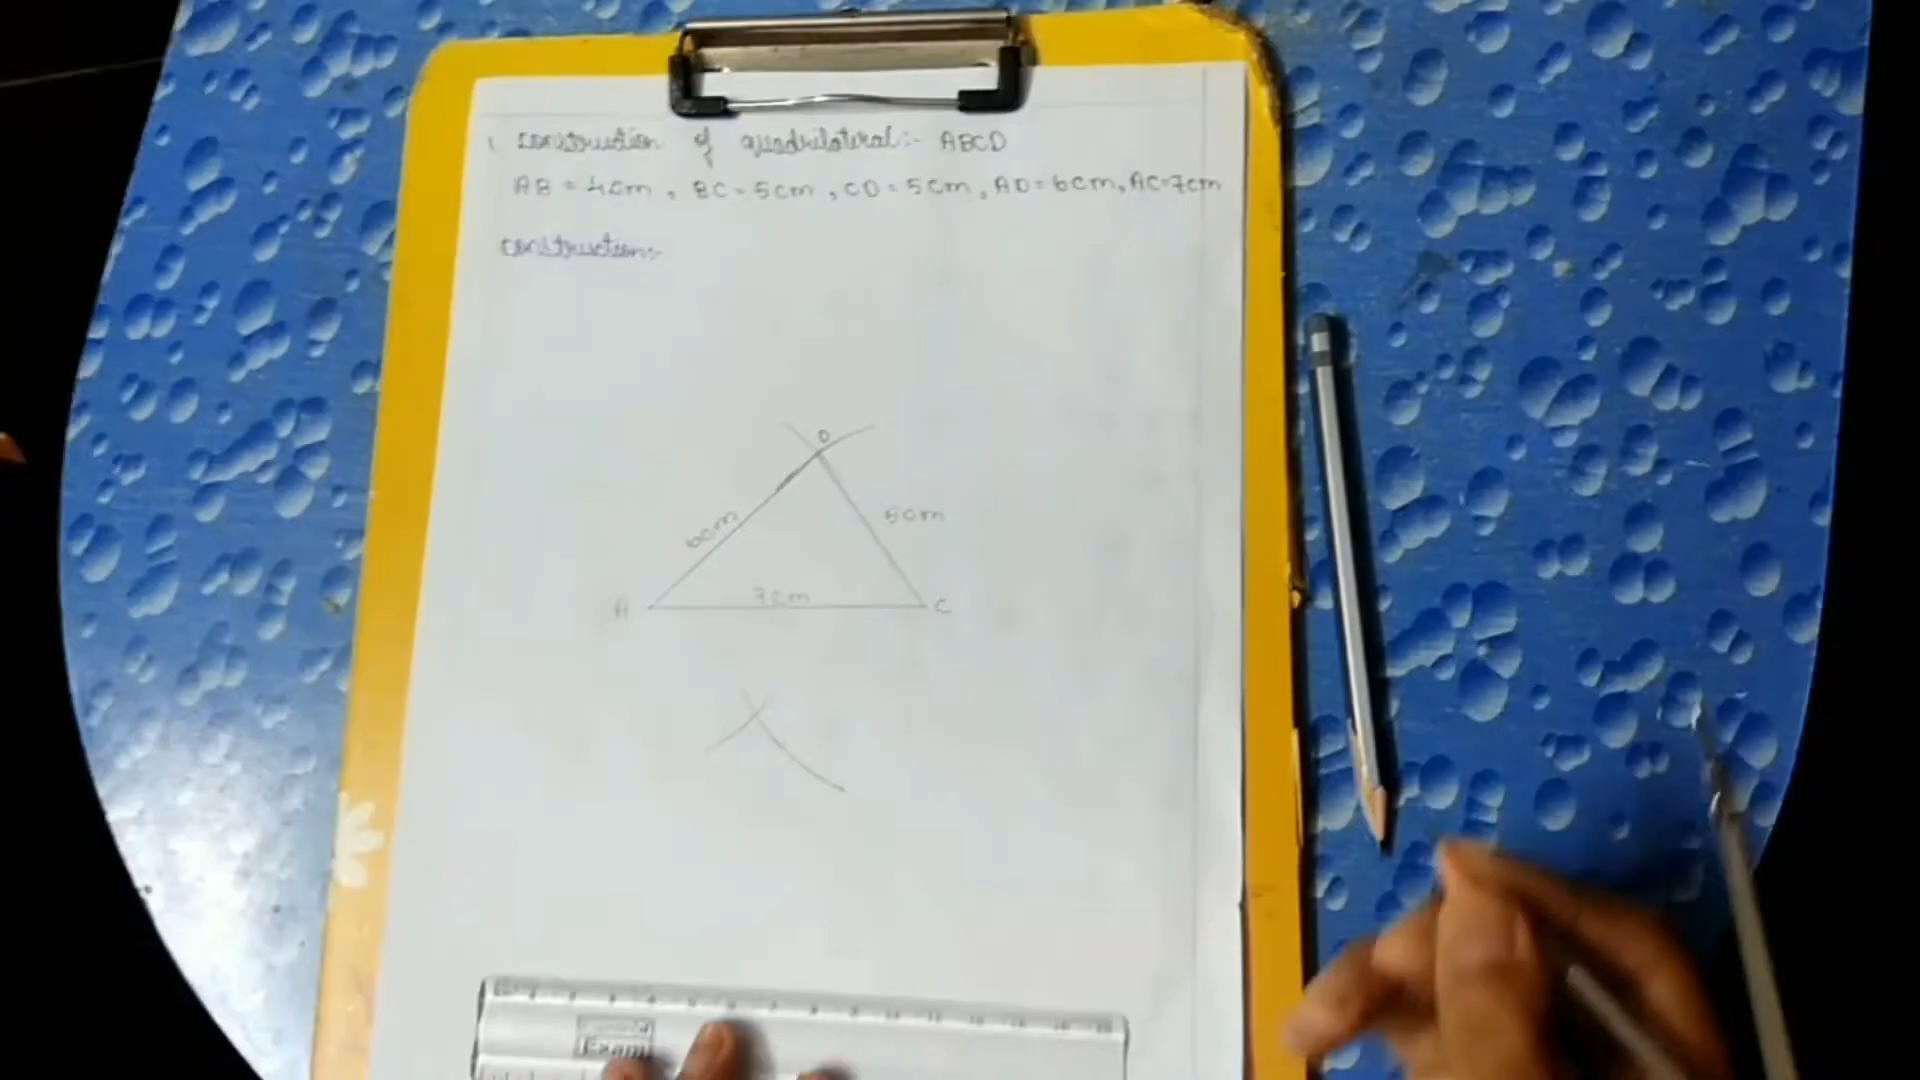 1. construction of quadrilateral:- ABCD
AB = 4cm, BC = 5cm, CD = 5cm, AD = 6cm, AC=7cm
construction:-
D
6cm
5cm
7cm
A
C
Exam